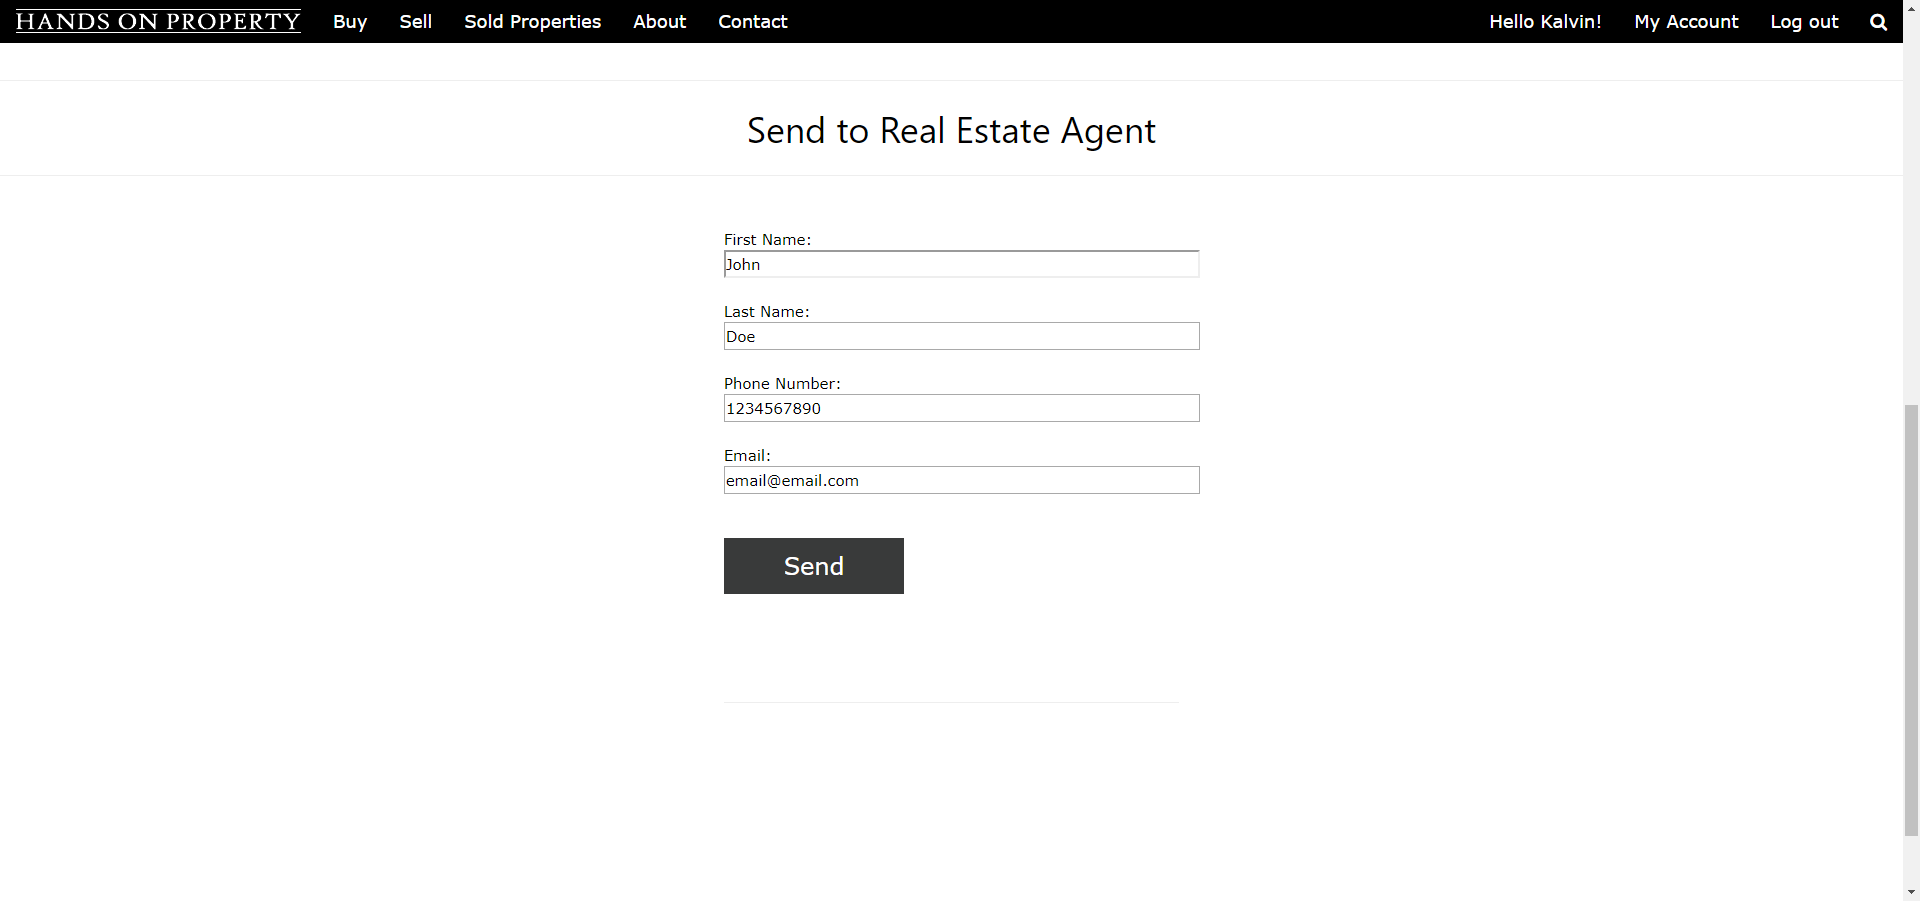 HANDS ON PROPERTY Buy Sell Sold Properties About Contact Hello Kalvin! My Account Log out
Send to Real Estate Agent
First Name:
John
Last Name:
Doe
Phone Number:
1234567890
Email:
email@email.com
Send